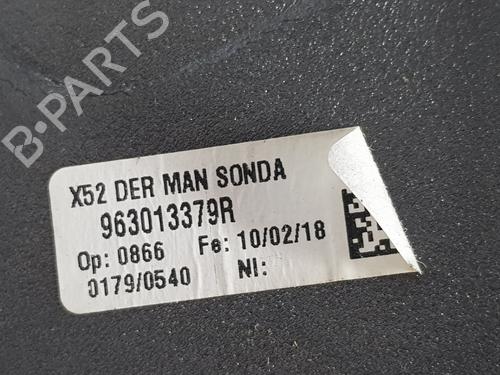 B-PARTS
X52 DER MAN SONDA
963013379R
Op: 0866 Fe: 10/02/18
0179/0540 NI: